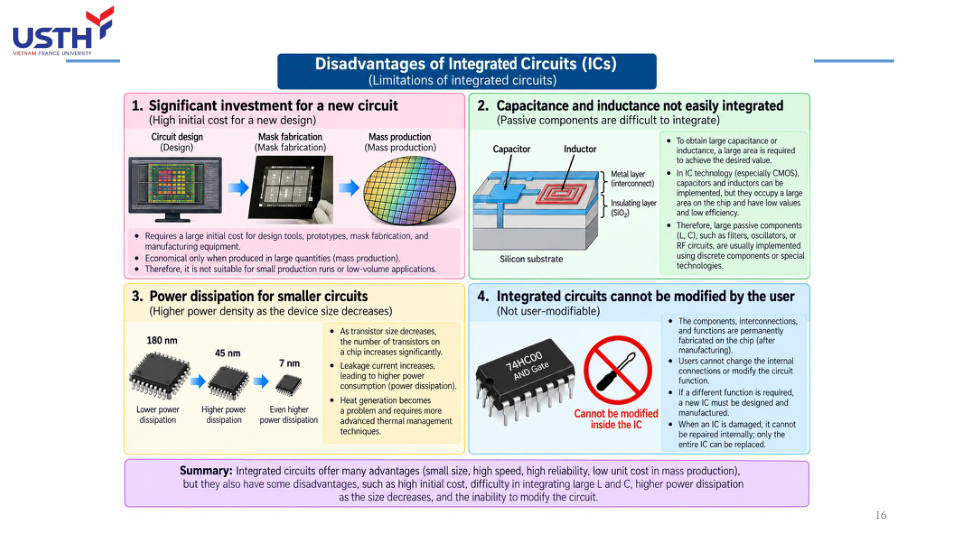 USTH
VIETNAM FRANCE UNIVERSITY
Disadvantages of Integrated Circuits (ICs)
(Limitations of integrated circuits)
1. Significant investment for a new circuit
(High initial cost for a new design)
Circuit design
(Design)
Mask fabrication
(Mask fabrication)
Mass production
(Mass production)
• Requires a large initial cost for design tools, prototypes, mask fabrication, and
manufacturing equipment.
• Economical only when produced in large quantities (mass production).
• Therefore, it is not suitable for small production runs or low-volume applications.
2. Capacitance and inductance not easily integrated
(Passive components are difficult to integrate)
Capacitor
Inductor
Metal layer
(interconnect)
Insulating layer
(SiO₂)
Silicon substrate
• To obtain large capacitance or
inductance, a large area is required
to achieve the desired value.
• In IC technology (especially CMOS),
capacitors and inductors can be
implemented, but they occupy a large
area on the chip and have low values
and low efficiency.
• Therefore, large passive components
(L, C), such as filters, oscillators, or
RF circuits, are usually implemented
using discrete components or special
technologies.
3. Power dissipation for smaller circuits
(Higher power density as the device size decreases)
180 nm
45 nm
7 nm
Lower power
dissipation
Higher power
dissipation
Even higher
power dissipation
• As transistor size decreases,
the number of transistors on
a chip increases significantly.
• Leakage current increases,
leading to higher power
consumption (power dissipation).
• Heat generation becomes
a problem and requires more
advanced thermal management
techniques.
4. Integrated circuits cannot be modified by the user
(Not user-modifiable)
74HC00
AND Gate
Cannot be modified
inside the IC
• The components, interconnections,
and functions are permanently
fabricated on the chip (after
manufacturing).
• Users cannot change the internal
connections or modify the circuit
function.
• If a different function is required,
a new IC must be designed and
manufactured.
• When an IC is damaged, it cannot
be repaired internally; only the
entire IC can be replaced.
Summary: Integrated circuits offer many advantages (small size, high speed, high reliability, low unit cost in mass production),
but they also have some disadvantages, such as high initial cost, difficulty in integrating large L and C, higher power dissipation
as the size decreases, and the inability to modify the circuit.
16